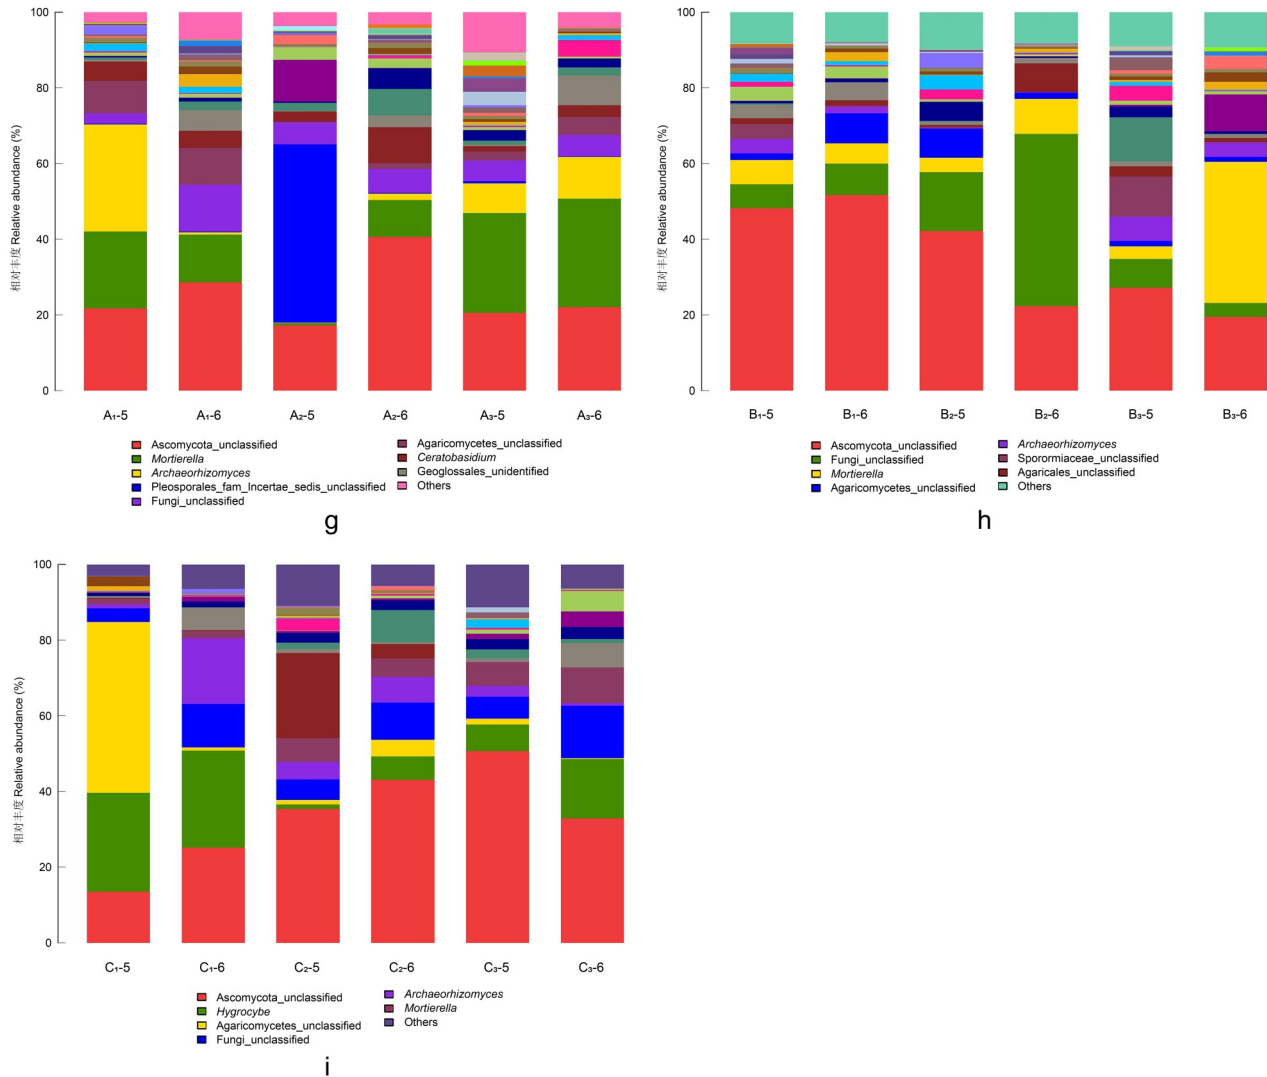 相对丰度 Relative abundance (%)
100
80
60
40
20
0
A₁-5 A₁-6 A₂-5 A₂-6 A₃-5 A₃-6
Ascomycota_unclassified
Mortierella
Archaeorhizomyces
Pleosporales_fam_Incertae_sedis_unclassified
Fungi_unclassified
Agaricomycetes_unclassified
Ceratobasidium
Geoglossales_unidentified
Others
g
相对丰度 Relative abundance (%)
100
80
60
40
20
0
B₁-5 B₁-6 B₂-5 B₂-6 B₃-5 B₃-6
Ascomycota_unclassified
Fungi_unclassified
Mortierella
Agaricomycetes_unclassified
Archaeorhizomyces
Sporormiaceae_unclassified
Agaricales_unclassified
Others
h
相对丰度 Relative abundance (%)
100
80
60
40
20
0
C₁-5 C₁-6 C₂-5 C₂-6 C₃-5 C₃-6
Ascomycota_unclassified
Hygrocybe
Agaricomycetes_unclassified
Fungi_unclassified
Archaeorhizomyces
Mortierella
Others
i